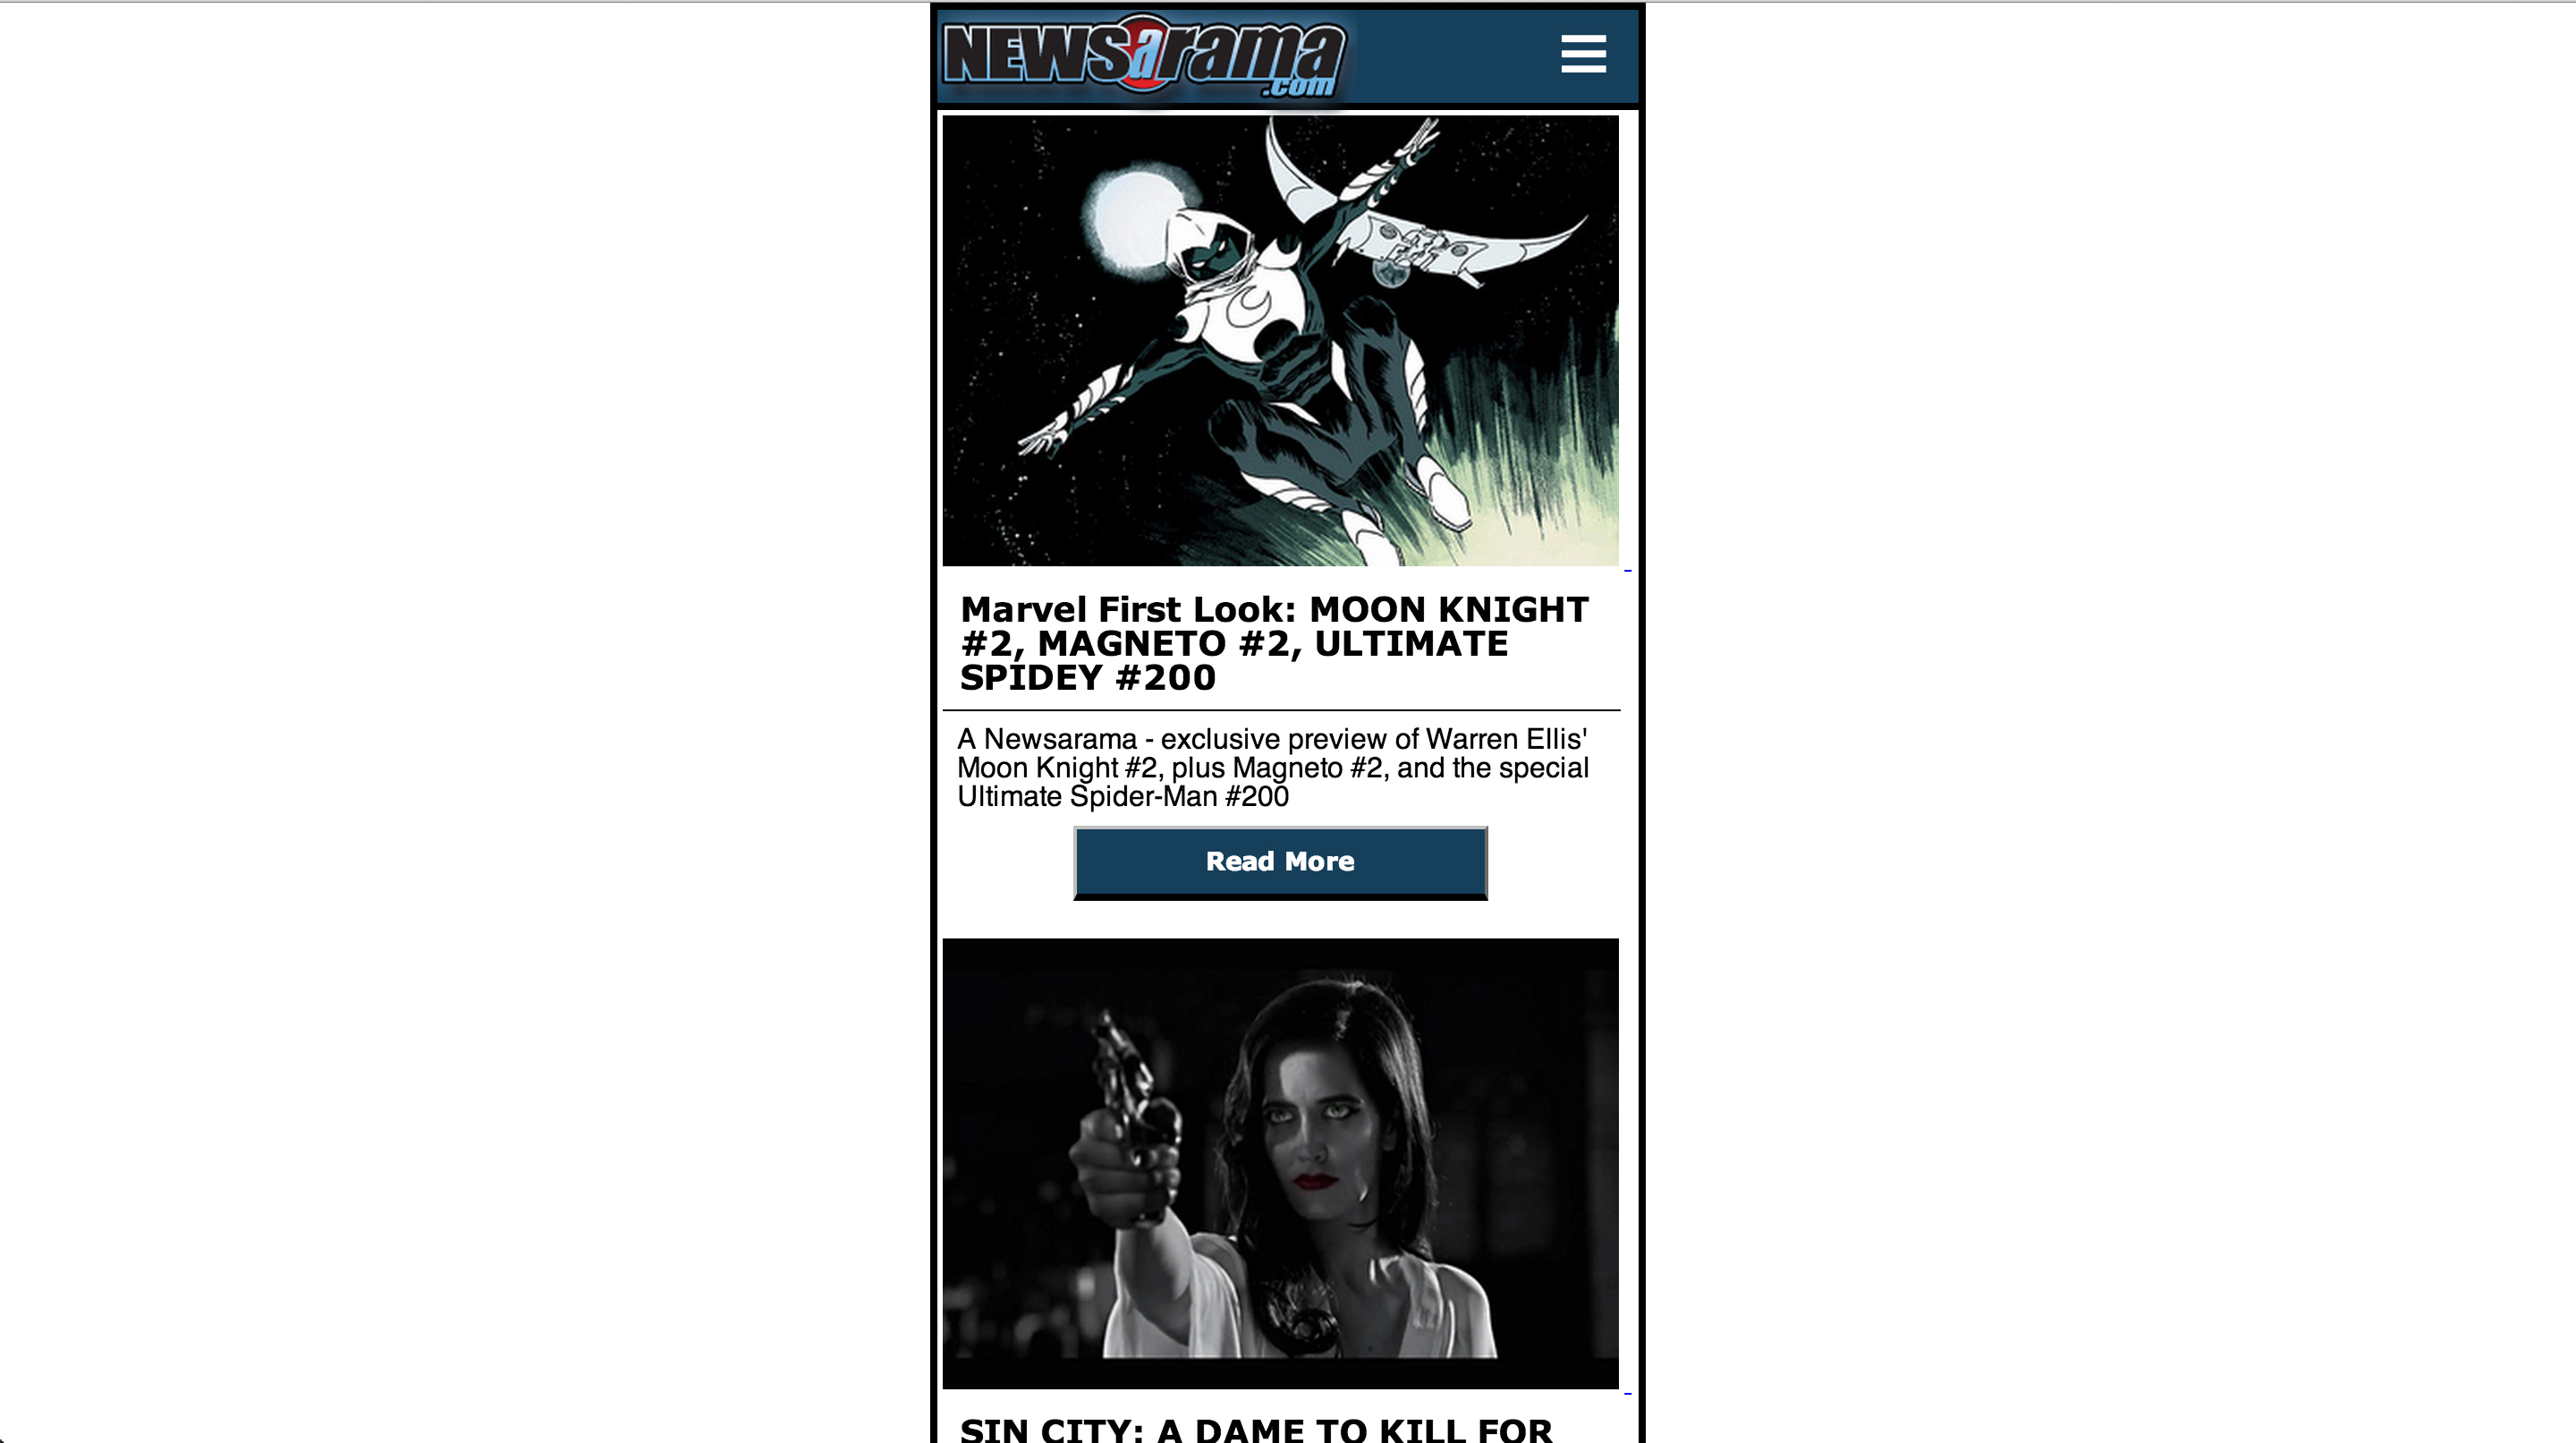 NEWSarama
.com
Marvel First Look: MOON KNIGHT
#2, MAGNETO #2, ULTIMATE
SPIDEY #200
A Newsarama - exclusive preview of Warren Ellis'
Moon Knight #2, plus Magneto #2, and the special
Ultimate Spider-Man #200
Read More
SIN CITY: A DAME TO KILL FOR